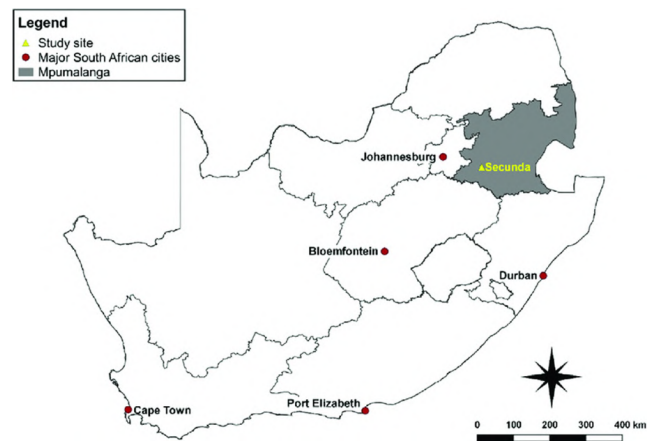 Legend
Study site
Major South African cities
Mpumalanga
Johannesburg
Secunda
Bloemfontein
Durban
Cape Town
Port Elizabeth
0 100 200 300 400 km